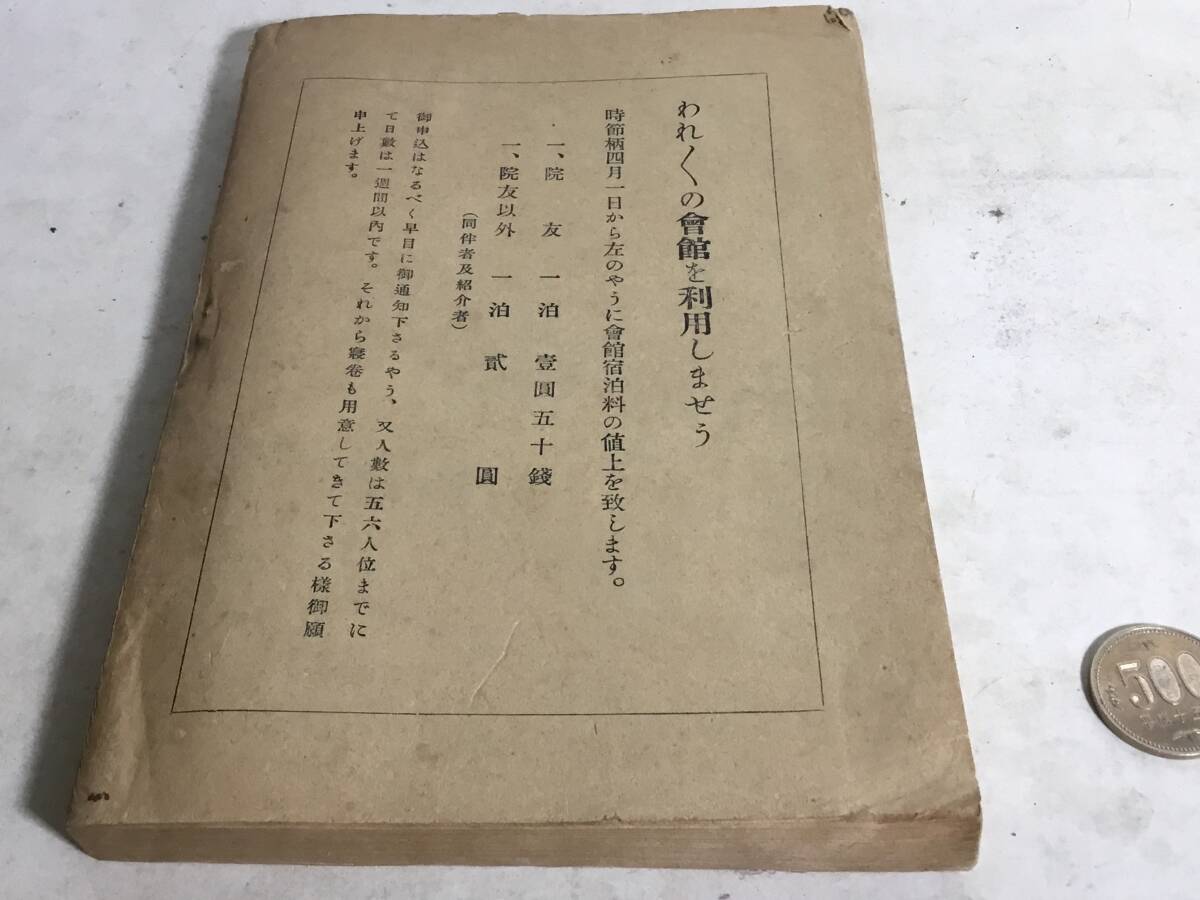 われ〱の會館を利用しませう
時節柄四月一日から左のやうに會館宿泊料の値上を致します。
一、院友 一泊 壹圓五十錢
一、院友以外 一泊 貳圓
(同伴者及紹介者)
御申込はなるべく早目に御通知下さるやう、又人數は五六人位までに
て日數は一週間以內です。それから寢卷も用意してきて下さる樣御願
申上げます。
500